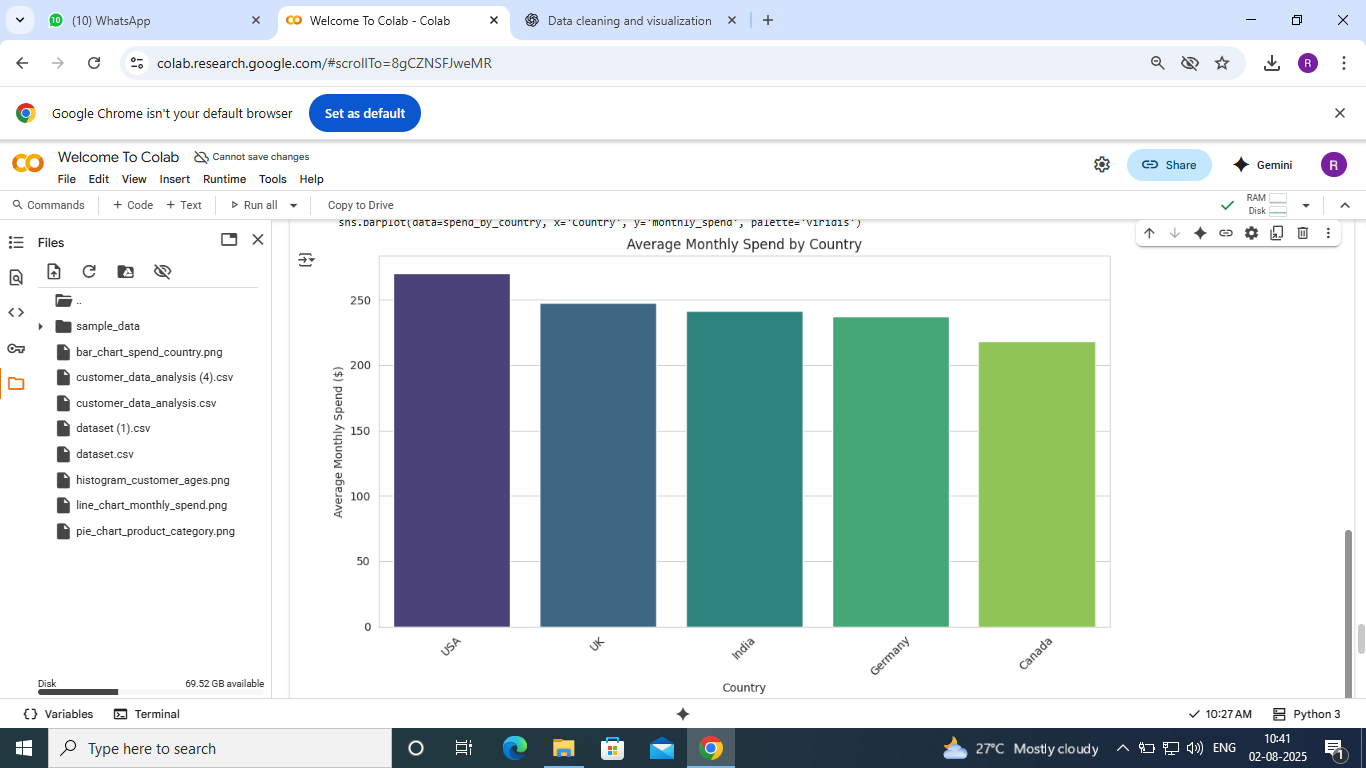 (10) WhatsApp
Welcome To Colab - Colab
Data cleaning and visualization
colab.research.google.com/#scrollTo=8gCZNSFJweMR
R
Google Chrome isn't your default browser
Set as default
Welcome To Colab
Cannot save changes
File Edit View Insert Runtime Tools Help
Share
Gemini
R
Commands
+ Code + Text
Run all
Copy to Drive
RAM
Disk
Files
..
sample_data
bar_chart_spend_country.png
customer_data_analysis (4).csv
customer_data_analysis.csv
dataset (1).csv
dataset.csv
histogram_customer_ages.png
line_chart_monthly_spend.png
pie_chart_product_category.png
Disk
69.52 GB available
sns.barplot(data=spend_by_country, x='Country', y='monthly_spend', palette='viridis')
Average Monthly Spend by Country
Average Monthly Spend ($)
250
200
150
100
50
0
USA
UK
India
Germany
Canada
Country
Variables
Terminal
10:27 AM
Python 3
Type here to search
27°C Mostly cloudy
ENG
10:41
02-08-2025
1